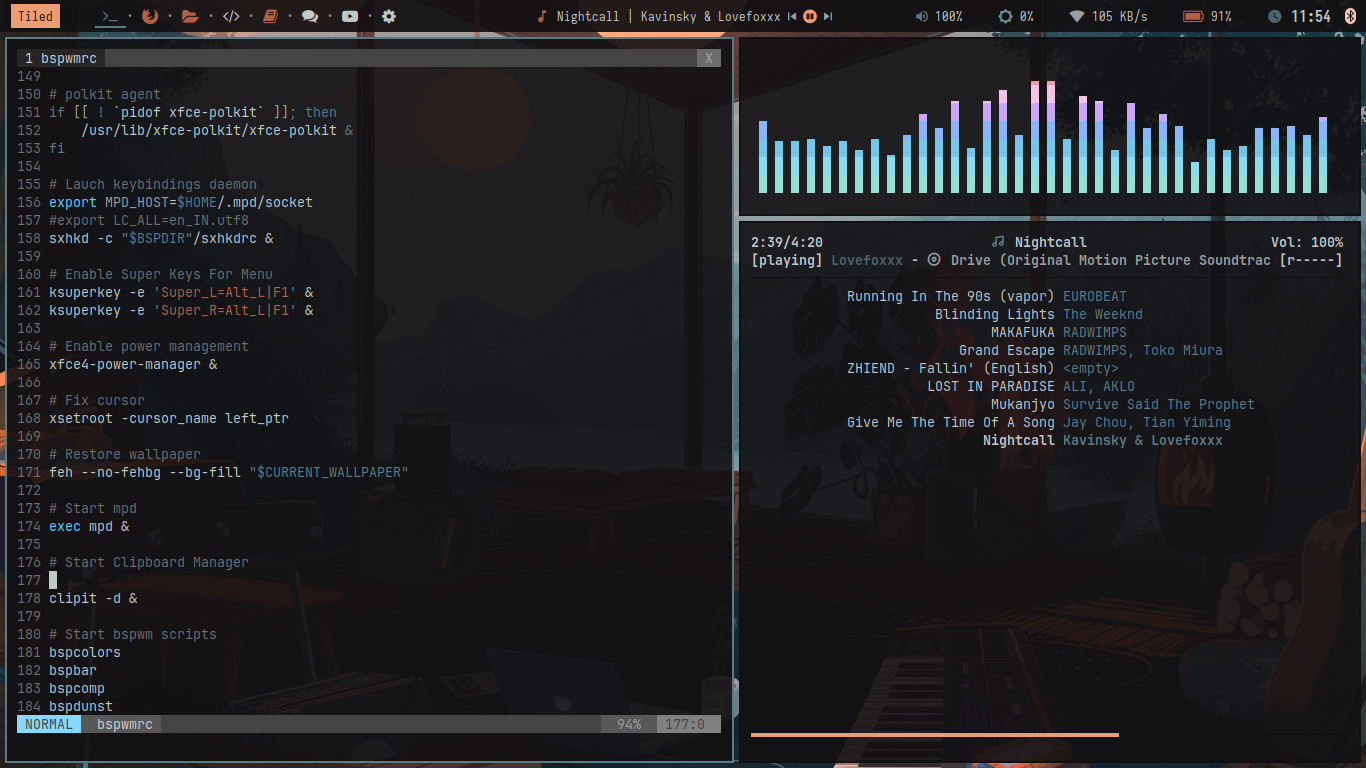 Tiled
>_
</>
Nightcall | Kavinsky & Lovefoxxx
100%
0%
105 KB/s
91%
11:54
1 bspwmrc X
149
150 # polkit agent
151 if [[ ! `pidof xfce-polkit` ]]; then
152     /usr/lib/xfce-polkit/xfce-polkit &
153 fi
154
155 # Lauch keybindings daemon
156 export MPD_HOST=$HOME/.mpd/socket
157 #export LC_ALL=en_IN.utf8
158 sxhkd -c "$BSPDIR"/sxhkdrc &
159
160 # Enable Super Keys For Menu
161 ksuperkey -e 'Super_L=Alt_L|F1' &
162 ksuperkey -e 'Super_R=Alt_L|F1' &
163
164 # Enable power management
165 xfce4-power-manager &
166
167 # Fix cursor
168 xsetroot -cursor_name left_ptr
169
170 # Restore wallpaper
171 feh --no-fehbg --bg-fill "$CURRENT_WALLPAPER"
172
173 # Start mpd
174 exec mpd &
175
176 # Start Clipboard Manager
177
178 clipit -d &
179
180 # Start bspwm scripts
181 bspcolors
182 bspbar
183 bspcomp
184 bspdunst
NORMAL bspwmrc 94% 177:0
2:39/4:20 Nightcall Vol: 100%
[playing] Lovefoxxx - Drive (Original Motion Picture Soundtrac [r-----]
Running In The 90s (vapor) EUROBEAT
Blinding Lights The Weeknd
MAKAFUKA RADWIMPS
Grand Escape RADWIMPS, Toko Miura
ZHIEND - Fallin' (English) <empty>
LOST IN PARADISE ALI, AKLO
Mukanjyo Survive Said The Prophet
Give Me The Time Of A Song Jay Chou, Tian Yiming
Nightcall Kavinsky & Lovefoxxx